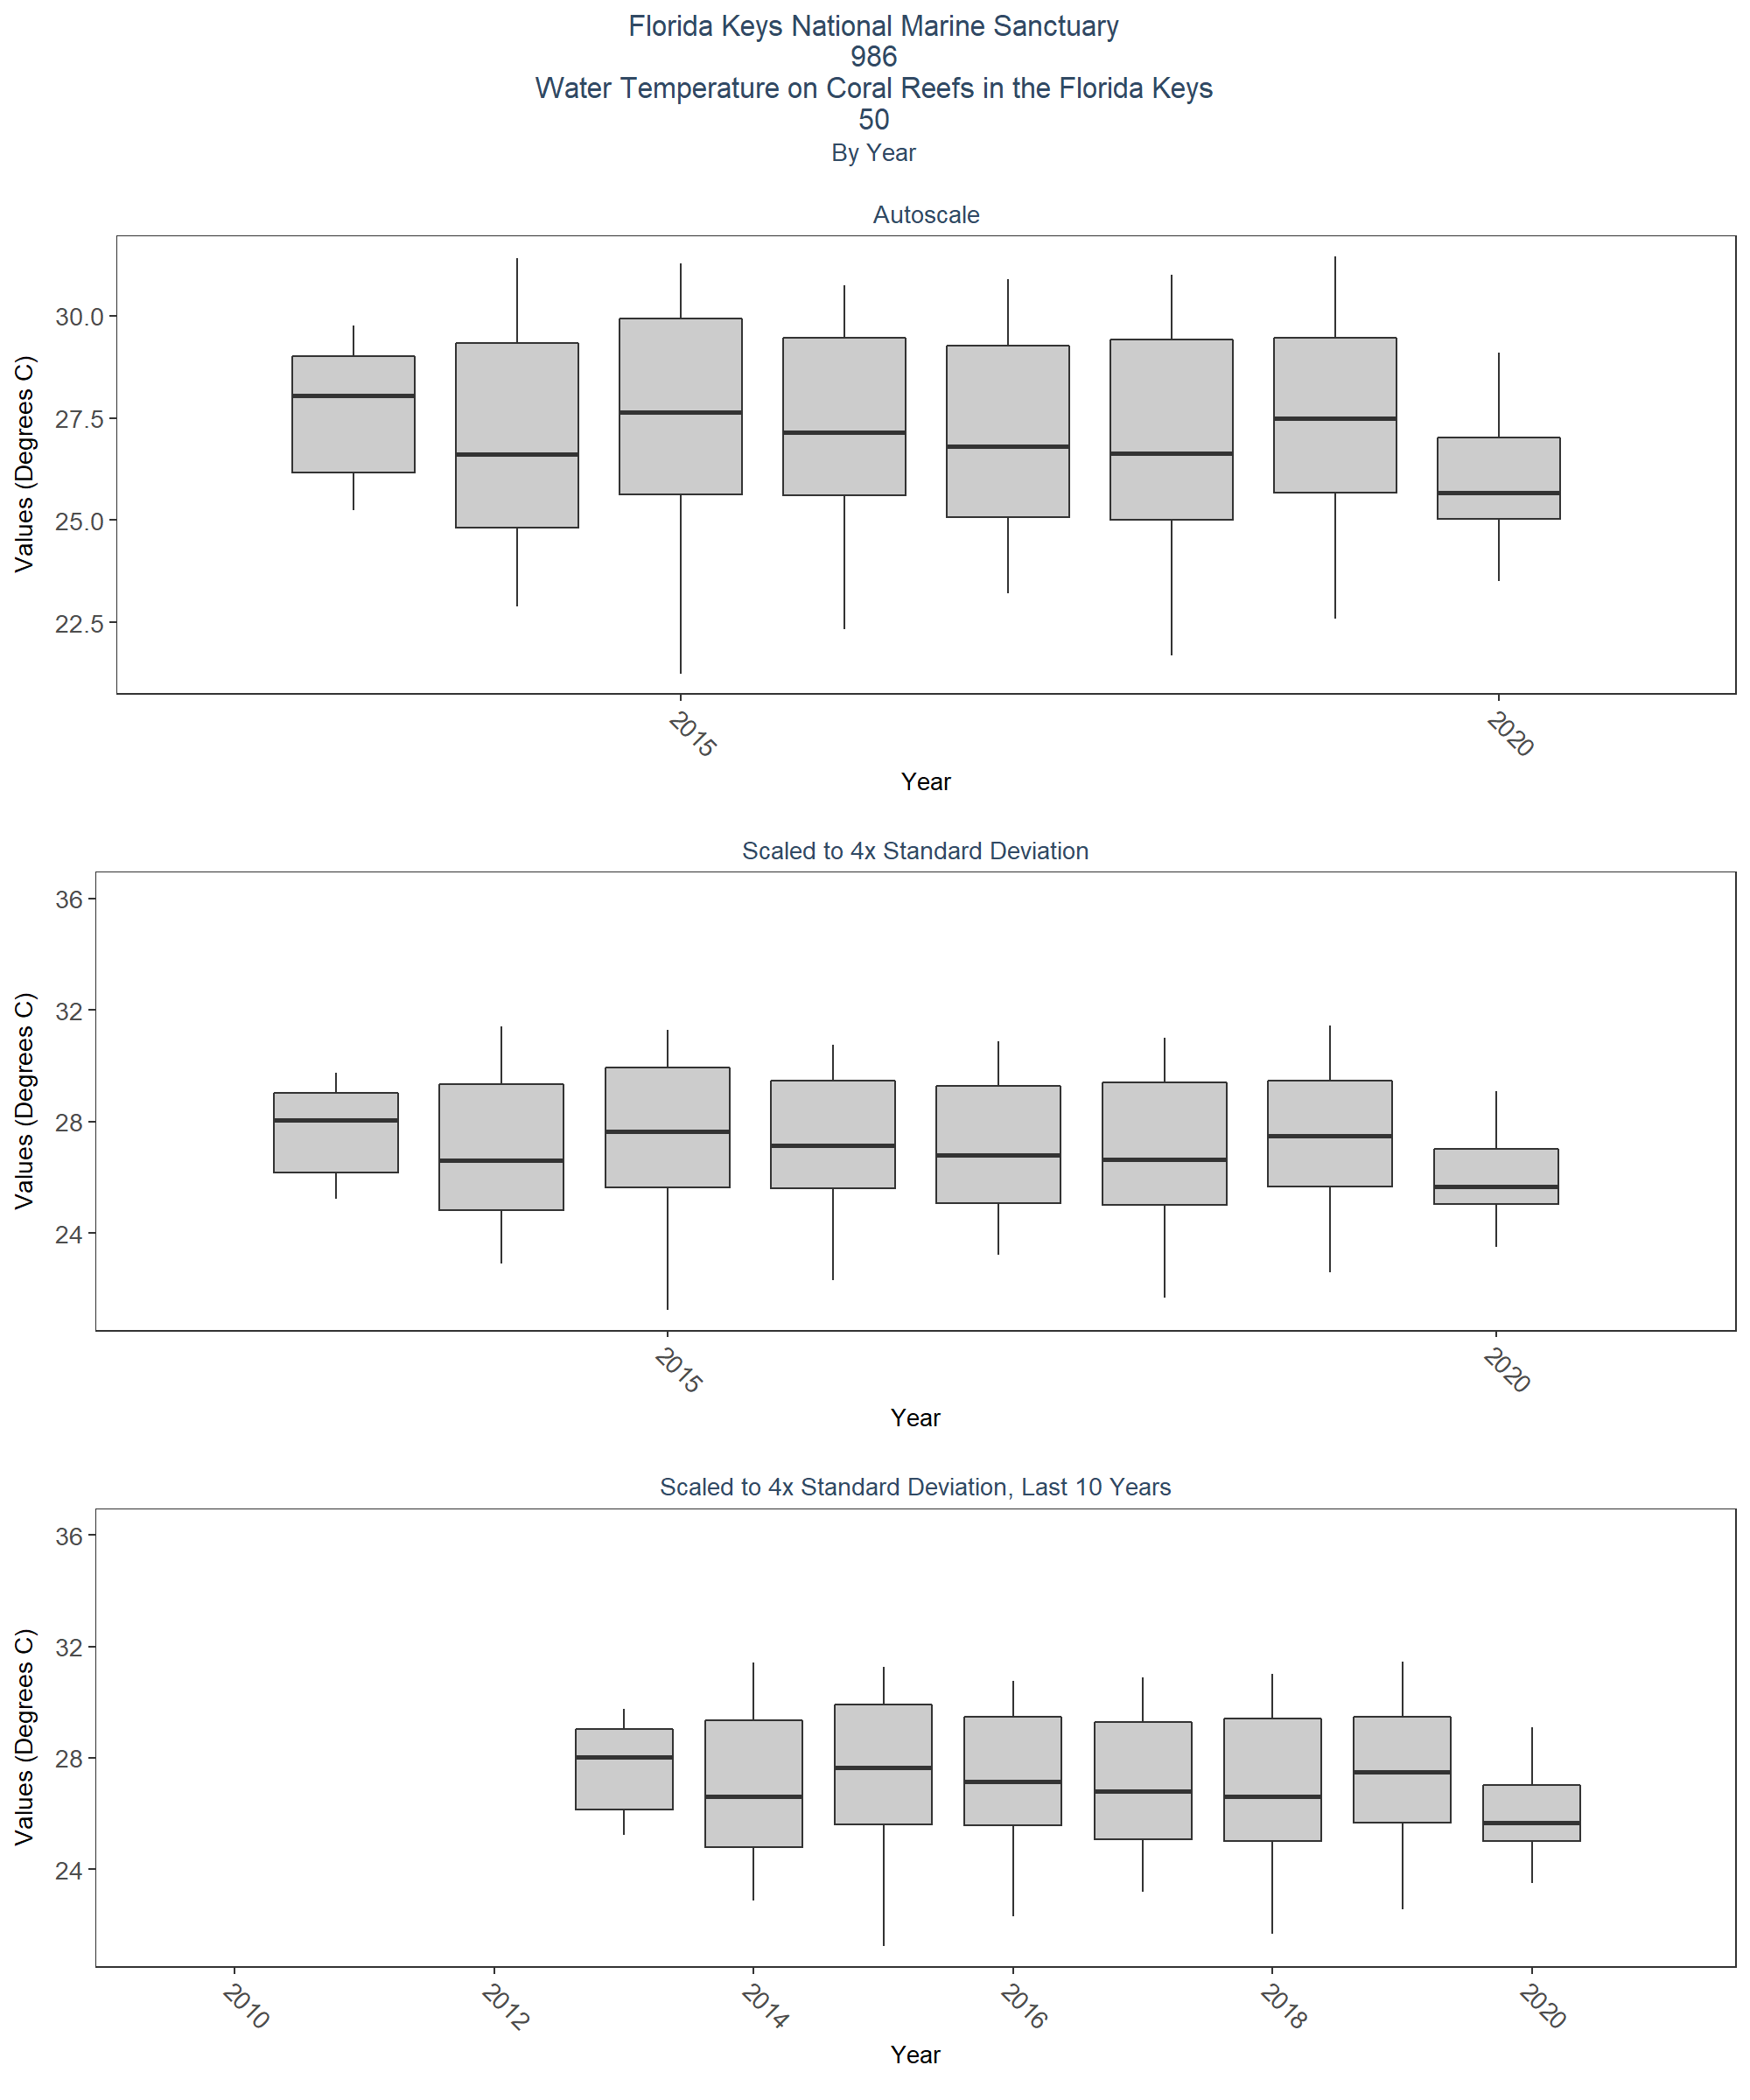 Florida Keys National Marine Sanctuary
986
Water Temperature on Coral Reefs in the Florida Keys
50
By Year
Autoscale
Values (Degrees C)
30.0
27.5
25.0
22.5
2015
2020
Year
Scaled to 4x Standard Deviation
Values (Degrees C)
36
32
28
24
2015
2020
Year
Scaled to 4x Standard Deviation, Last 10 Years
Values (Degrees C)
36
32
28
24
2010
2012
2014
2016
2018
2020
Year